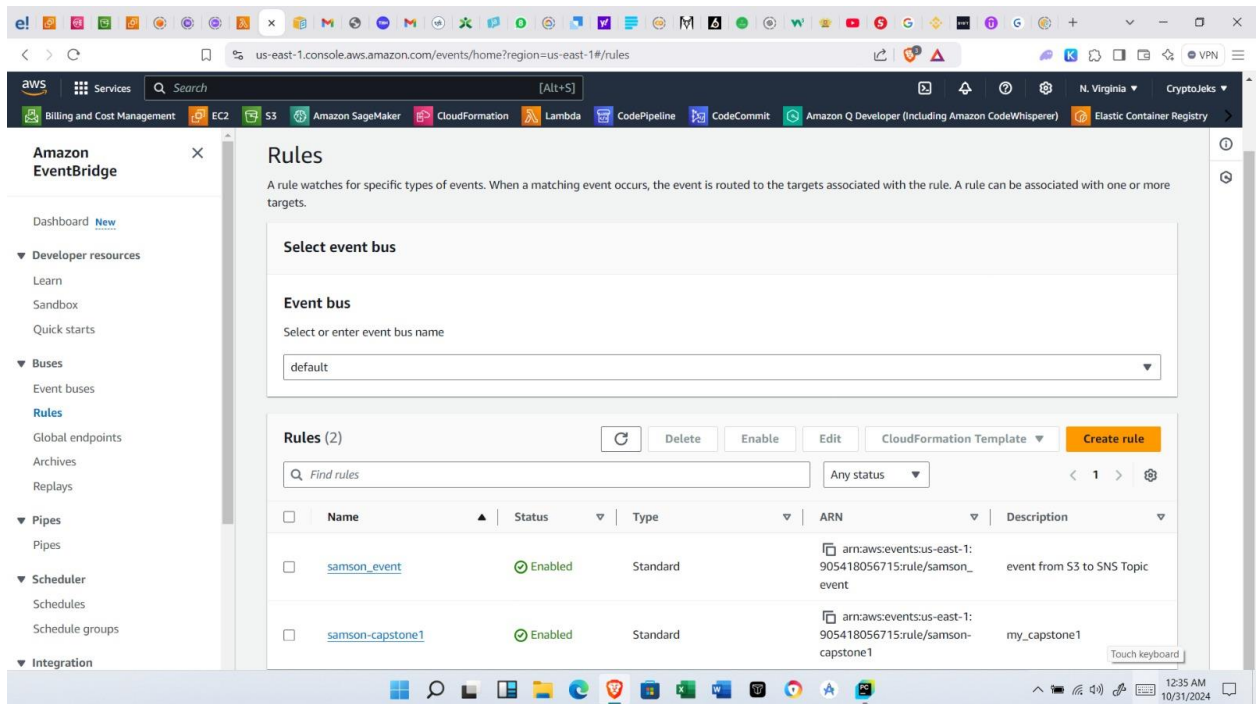 us-east-1.console.aws.amazon.com/events/home?region=us-east-1#/rules
VPN
aws
Services
Search
[Alt+S]
N. Virginia
CryptoJeks
Billing and Cost Management
EC2
S3
Amazon SageMaker
CloudFormation
Lambda
CodePipeline
CodeCommit
Amazon Q Developer (Including Amazon CodeWhisperer)
Elastic Container Registry
Amazon
EventBridge
Dashboard New
Developer resources
Learn
Sandbox
Quick starts
Buses
Event buses
Rules
Global endpoints
Archives
Replays
Pipes
Pipes
Scheduler
Schedules
Schedule groups
Integration
Rules
A rule watches for specific types of events. When a matching event occurs, the event is routed to the targets associated with the rule. A rule can be associated with one or more
targets.
Select event bus
Event bus
Select or enter event bus name
default
Rules (2)
Delete
Enable
Edit
CloudFormation Template
Create rule
Find rules
Any status
1
Name
Status
Type
ARN
Description
samson_event
Enabled
Standard
arn:aws:events:us-east-1:
905418056715:rule/samson_
event
event from S3 to SNS Topic
samson-capstone1
Enabled
Standard
arn:aws:events:us-east-1:
905418056715:rule/samson-
capstone1
my_capstone1
Touch keyboard
12:35 AM
10/31/2024